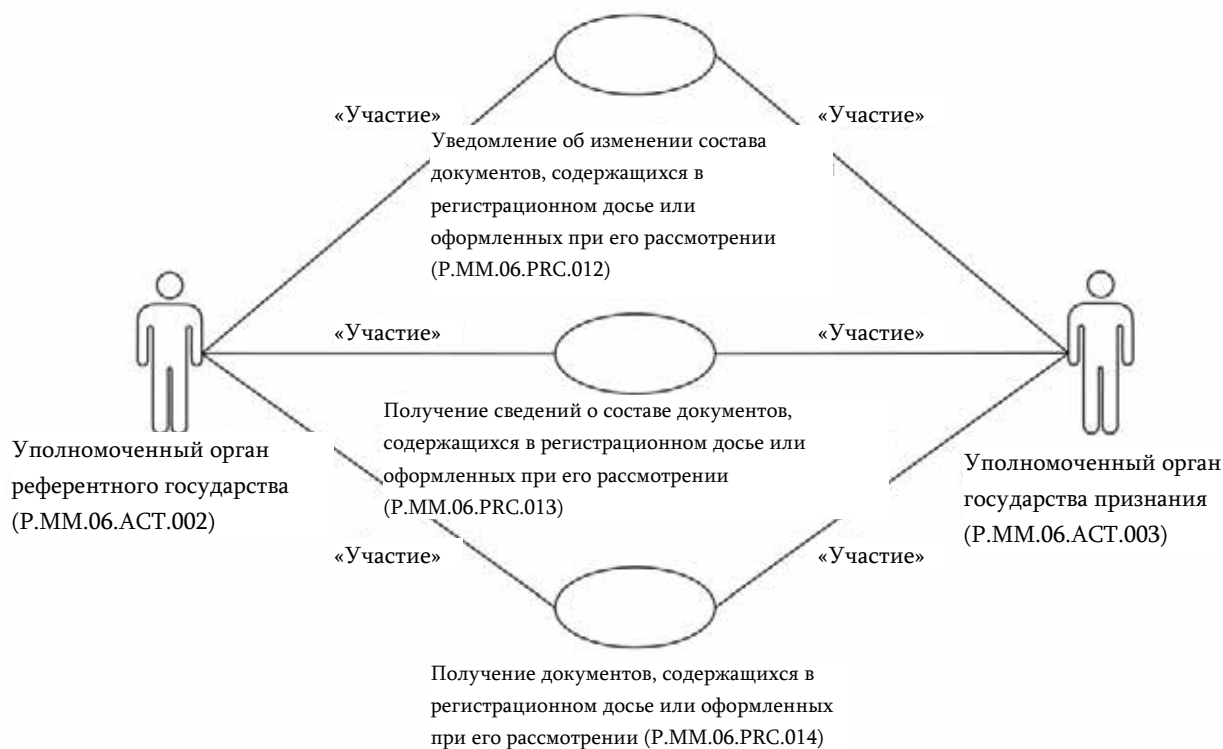 «Участие»
«Участие»
Уведомление об изменении состава
документов, содержащихся в
регистрационном досье или
оформленных при его рассмотрении
(P.MM.06.PRC.012)
«Участие»
«Участие»
Уполномоченный орган
референтного государства
(P.MM.06.ACT.002)
Получение сведений о составе документов,
содержащихся в регистрационном досье или
оформленных при его рассмотрении
(P.MM.06.PRC.013)
Уполномоченный орган
государства признания
(P.MM.06.ACT.003)
«Участие»
«Участие»
Получение документов, содержащихся в
регистрационном досье или оформленных
при его рассмотрении (P.MM.06.PRC.014)